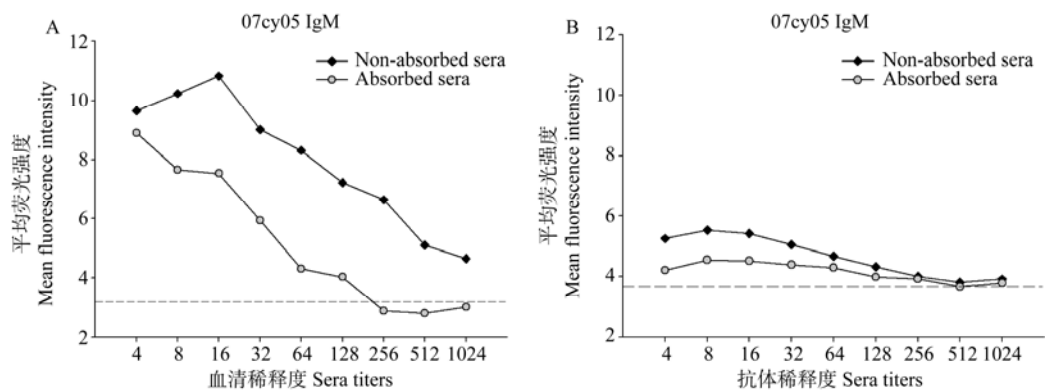 A
07cy05 IgM
12
10
8
6
4
2
平均荧光强度
Mean fluorescence intensity
Non-absorbed sera
Absorbed sera
4 8 16 32 64 128 256 512 1024
血清稀释度 Sera titers
B
07cy05 IgM
12
10
8
6
4
2
平均荧光强度
Mean fluorescence intensity
Non-absorbed sera
Absorbed sera
4 8 16 32 64 128 256 512 1024
抗体稀释度 Sera titers